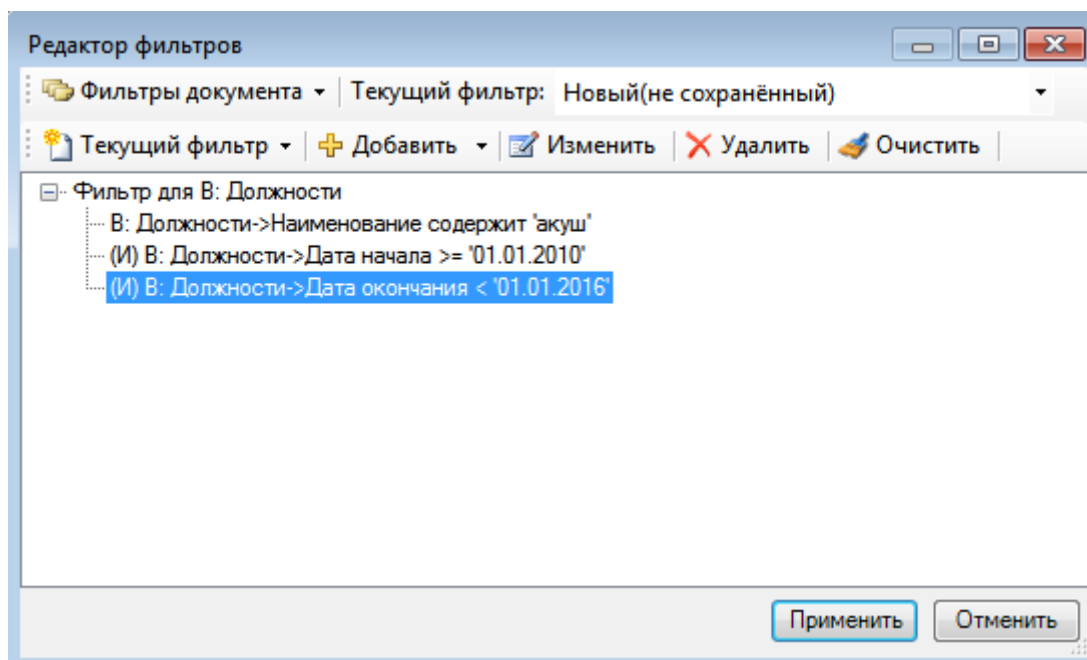 Редактор фильтров
Фильтры документа Текущий фильтр: Новый(не сохранённый)
Текущий фильтр Добавить Изменить Удалить Очистить
Фильтр для В: Должности
В: Должности->Наименование содержит 'акуш'
(И) В: Должности->Дата начала >= '01.01.2010'
(И) В: Должности->Дата окончания < '01.01.2016'
Применить Отменить